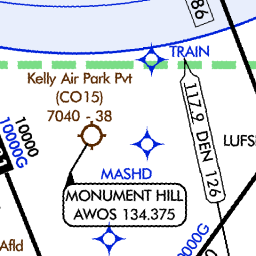 86
TRAIN
Kelly Air Park Pvt
(CO15)
7040 - 38
117.9 DEN 126
10000
10000G
LUFS
MASHD
MONUMENT HILL
AWOS 134.375
10000G
Afld